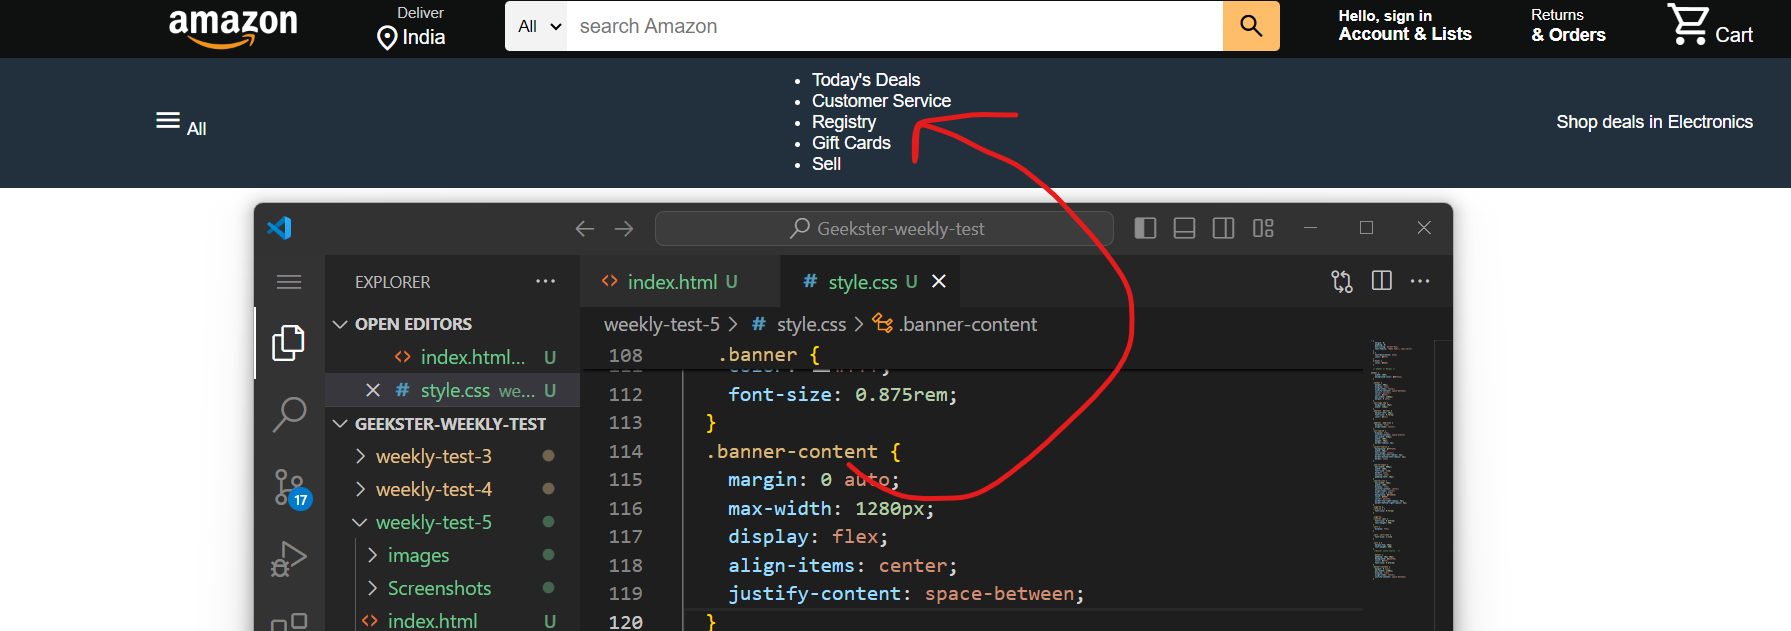 amazon
Deliver
India
All
search Amazon
Hello, sign in
Account & Lists
Returns
& Orders
Cart
All
Today's Deals
Customer Service
Registry
Gift Cards
Sell
Shop deals in Electronics
Geekster-weekly-test
EXPLORER
OPEN EDITORS
index.html... U
style.css we... U
GEEKSTER-WEEKLY-TEST
weekly-test-3
weekly-test-4
weekly-test-5
images
Screenshots
index.html U
17
index.html U
# style.css U
weekly-test-5 > # style.css > .banner-content
108 .banner {
112 font-size: 0.875rem;
113 }
114 .banner-content {
115 margin: 0 auto;
116 max-width: 1280px;
117 display: flex;
118 align-items: center;
119 justify-content: space-between;
120 }